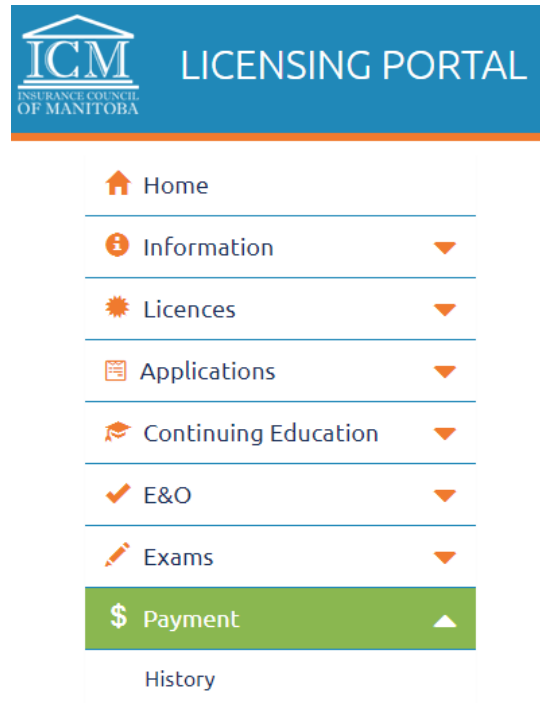 ICM
INSURANCE COUNCIL
OF MANITOBA
LICENSING PORTAL
Home
Information
Licences
Applications
Continuing Education
E&O
Exams
$ Payment
History